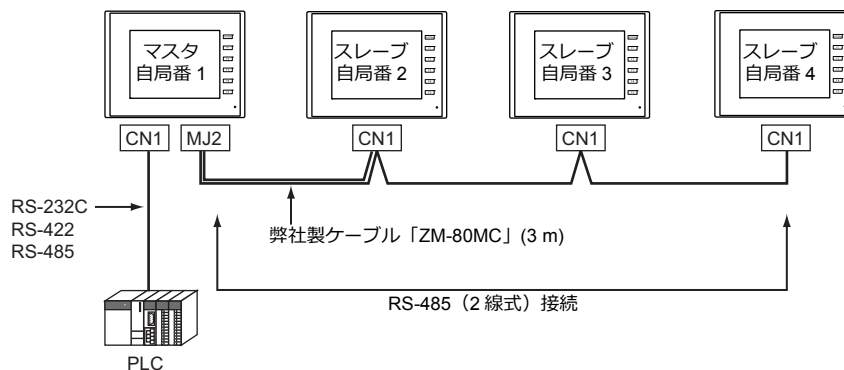 マスタ
自局番 1
スレーブ
自局番 2
スレーブ
自局番 3
スレーブ
自局番 4
CN1
MJ2
CN1
CN1
CN1
RS-232C
RS-422
RS-485
弊社製ケーブル「ZM-80MC」(3 m)
RS-485（2 線式）接続
PLC